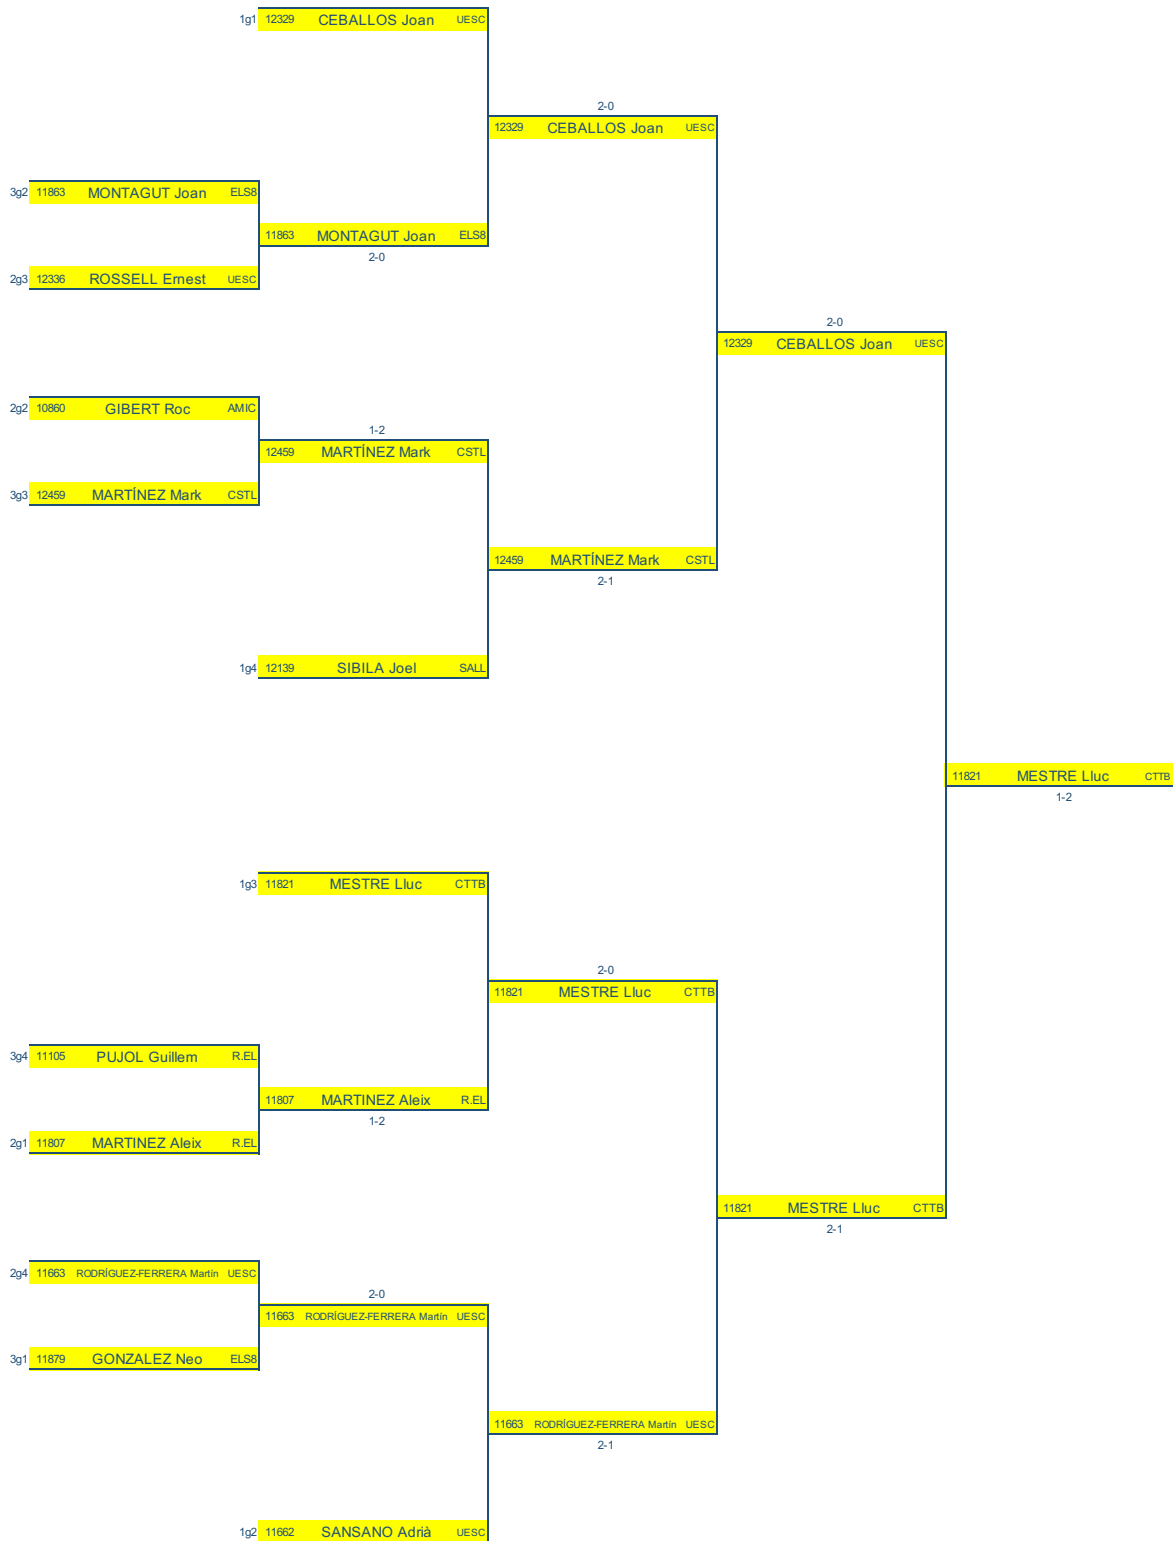 1g1 12329 CEBALLOS Joan UESC
2-0
12329 CEBALLOS Joan UESC
3g2 11863 MONTAGUT Joan ELS8
11863 MONTAGUT Joan ELS8
2-0
2g3 12336 ROSSELL Ernest UESC
2-0
12329 CEBALLOS Joan UESC
2g2 10860 GIBERT Roc AMIC
1-2
12459 MARTÍNEZ Mark CSTL
3g3 12459 MARTÍNEZ Mark CSTL
12459 MARTÍNEZ Mark CSTL
2-1
1g4 12139 SIBILA Joel SALL
11821 MESTRE Lluc CTTB
1-2
1g3 11821 MESTRE Lluc CTTB
2-0
11821 MESTRE Lluc CTTB
3g4 11105 PUJOL Guillem R.EL
11807 MARTINEZ Aleix R.EL
1-2
2g1 11807 MARTINEZ Aleix R.EL
11821 MESTRE Lluc CTTB
2-1
2g4 11663 RODRÍGUEZ-FERRERA Martín UESC
2-0
11663 RODRÍGUEZ-FERRERA Martín UESC
3g1 11879 GONZALEZ Neo ELS8
11663 RODRÍGUEZ-FERRERA Martín UESC
2-1
1g2 11662 SANSANO Adrià UESC